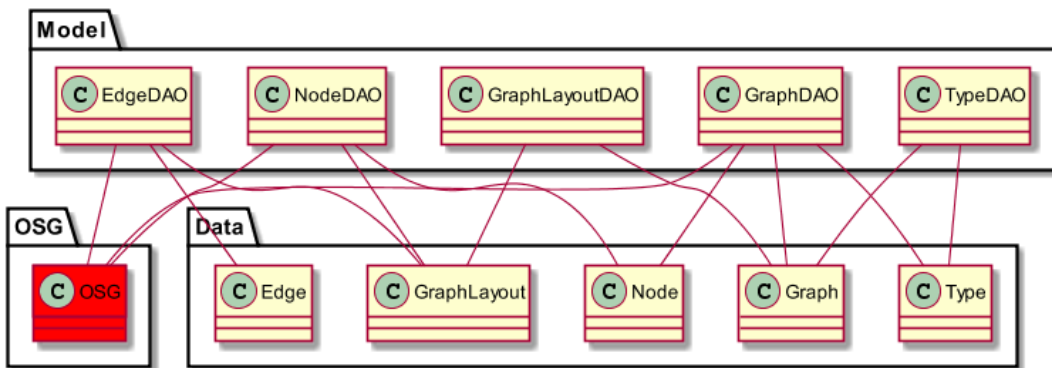 Model
C EdgeDAO
C NodeDAO
C GraphLayoutDAO
C GraphDAO
C TypeDAO
OSG
Data
C OSG
C Edge
C GraphLayout
C Node
C Graph
C Type